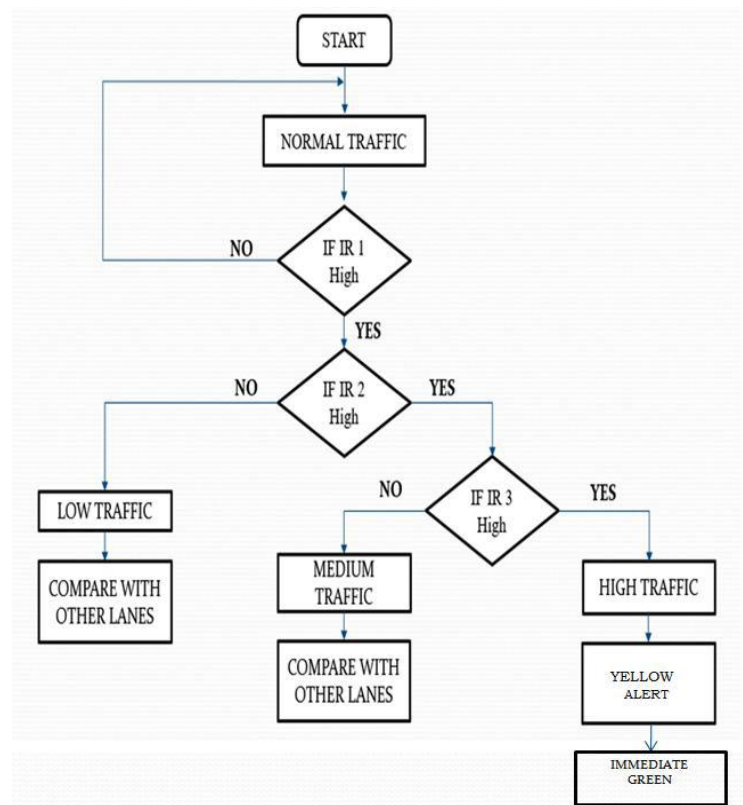 START
NORMAL TRAFFIC
NO
IF IR 1
High
YES
NO
IF IR 2
High
YES
LOW TRAFFIC
COMPARE WITH
OTHER LANES
NO
IF IR 3
High
YES
MEDIUM
TRAFFIC
COMPARE WITH
OTHER LANES
HIGH TRAFFIC
YELLOW
ALERT
IMMEDIATE
GREEN